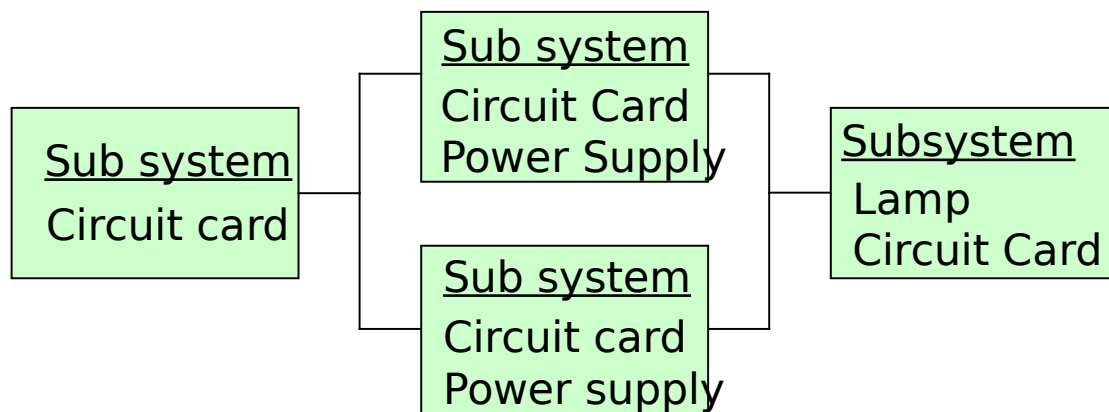 Sub system
Circuit card
Sub system
Circuit Card
Power Supply
Sub system
Circuit card
Power supply
Subsystem
Lamp
Circuit Card